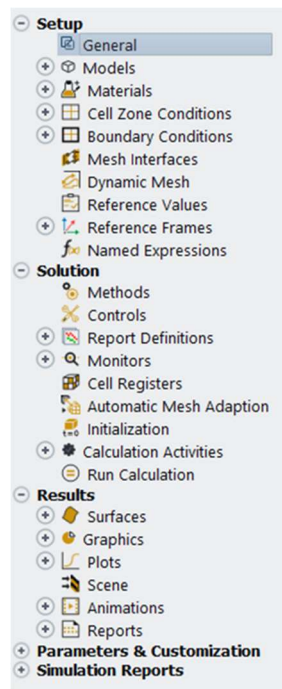 Setup
General
Models
Materials
Cell Zone Conditions
Boundary Conditions
Mesh Interfaces
Dynamic Mesh
Reference Values
Reference Frames
fx Named Expressions
Solution
Methods
Controls
Report Definitions
Monitors
Cell Registers
Automatic Mesh Adaption
t=0 Initialization
Calculation Activities
Run Calculation
Results
Surfaces
Graphics
Plots
Scene
Animations
Reports
Parameters & Customization
Simulation Reports